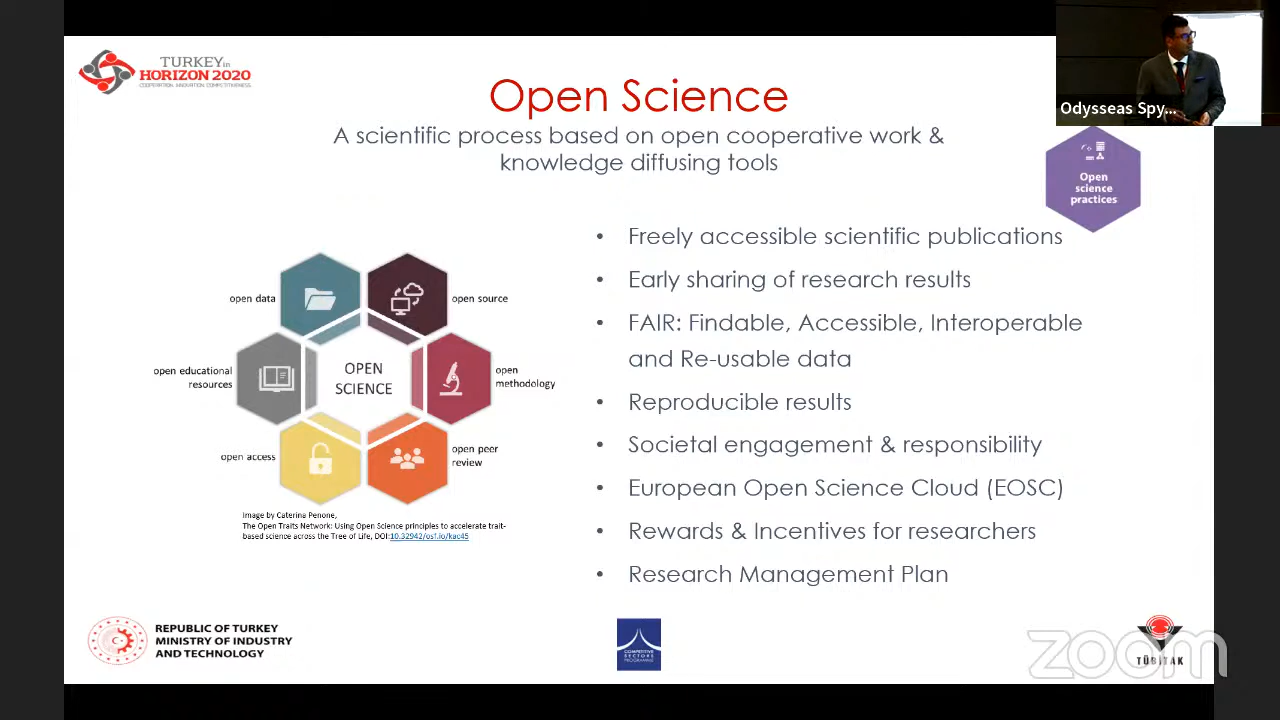 TURKEY in
HORIZON 2020
COOPERATION. INNOVATION. COMPETITIVENESS.
Open Science
A scientific process based on open cooperative work &
knowledge diffusing tools
Odysseas Spy...
Open
science
practices
open data
open source
open educational
resources
OPEN
SCIENCE
open
methodology
open access
open peer
review
Image by Caterina Penone,
The Open Traits Network: Using Open Science principles to accelerate trait-
based science across the Tree of Life, DOI:10.32942/osf.io/kac45
• Freely accessible scientific publications
• Early sharing of research results
• FAIR: Findable, Accessible, Interoperable
and Re-usable data
• Reproducible results
• Societal engagement & responsibility
• European Open Science Cloud (EOSC)
• Rewards & Incentives for researchers
• Research Management Plan
REPUBLIC OF TURKEY
MINISTRY OF INDUSTRY
AND TECHNOLOGY
COMPETITIVE
SECTORS
PROGRAMME
TÜBİTAK
zoom